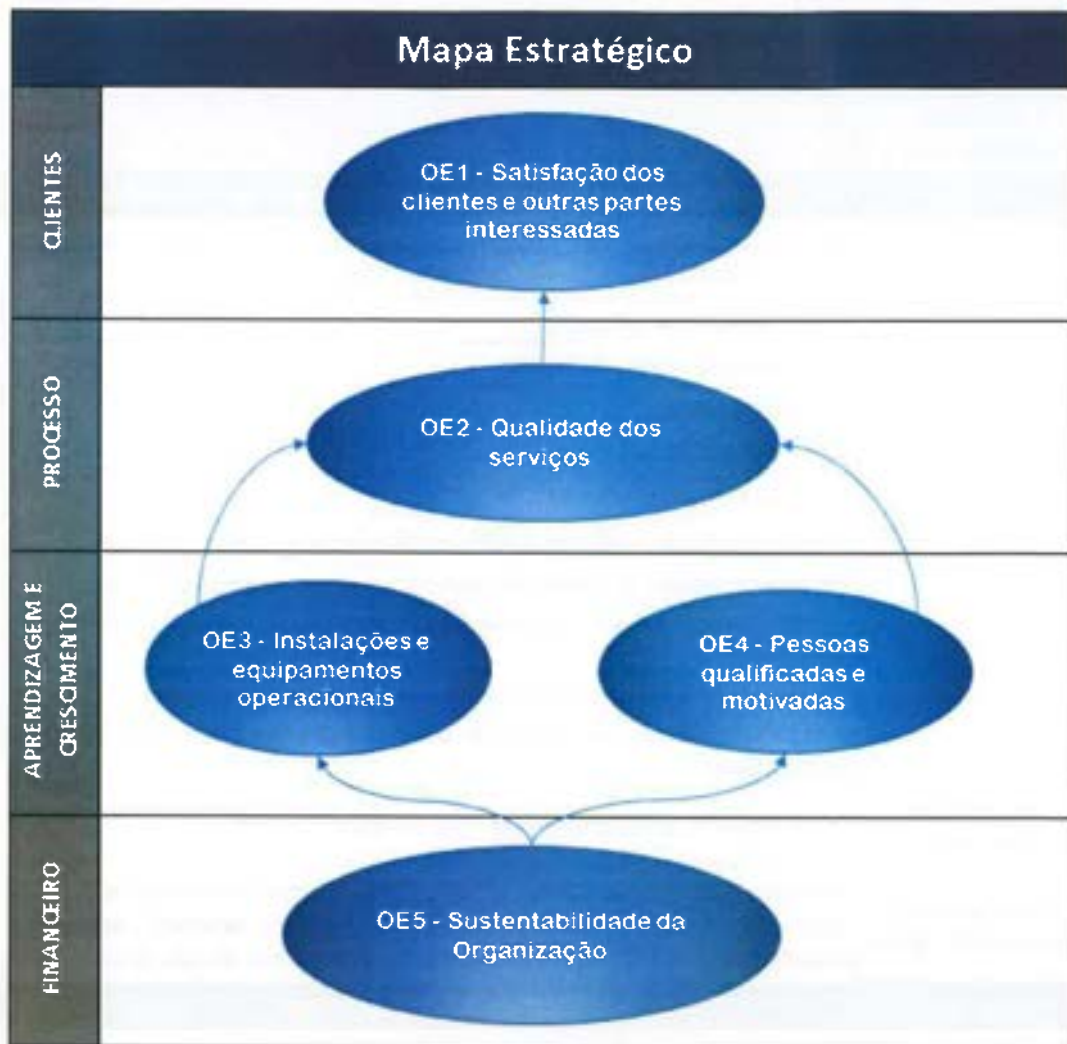 Mapa Estratégico
CLIENTES
OE1 - Satisfação dos
clientes e outras partes
interessadas
PROCESSO
OE2 - Qualidade dos
serviços
APRENDIZAGEM E
CRESCIMENTO
OE3 - Instalações e
equipamentos
operacionais
OE4 - Pessoas
qualificadas e
motivadas
FINANCEIRO
OE5 - Sustentabilidade da
Organização